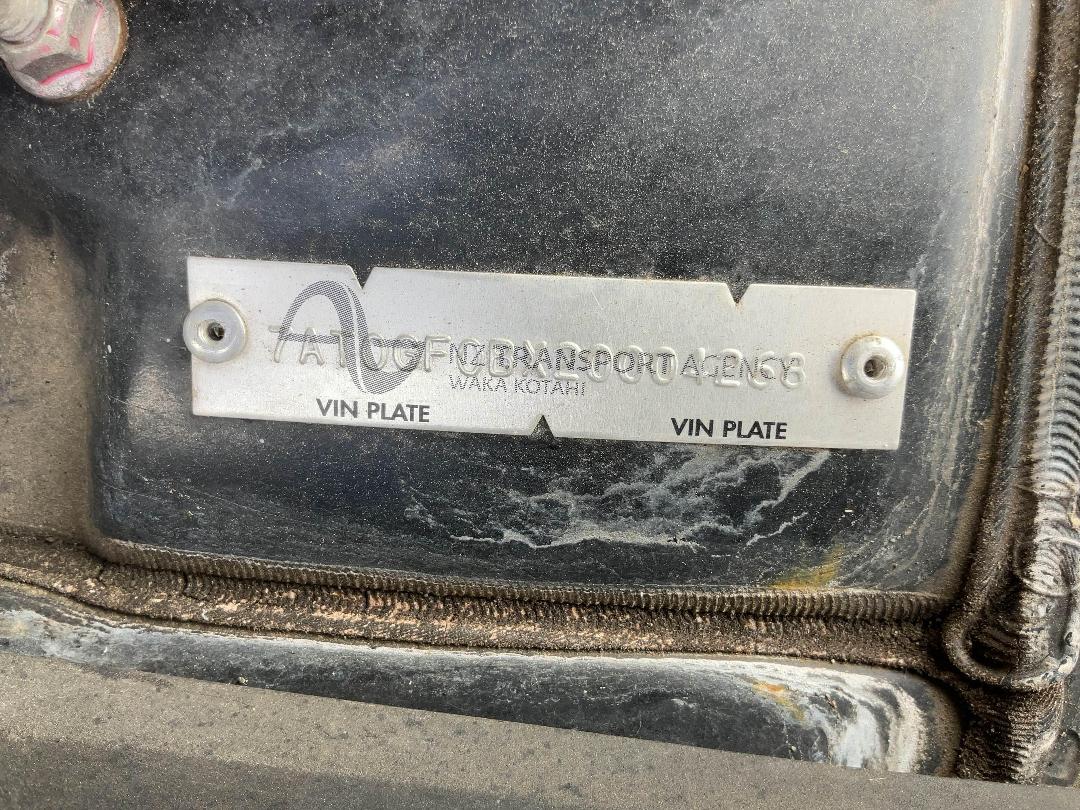 NZ TRANSPORT AGENCY
WAKA KOTAHI
VIN PLATE VIN PLATE